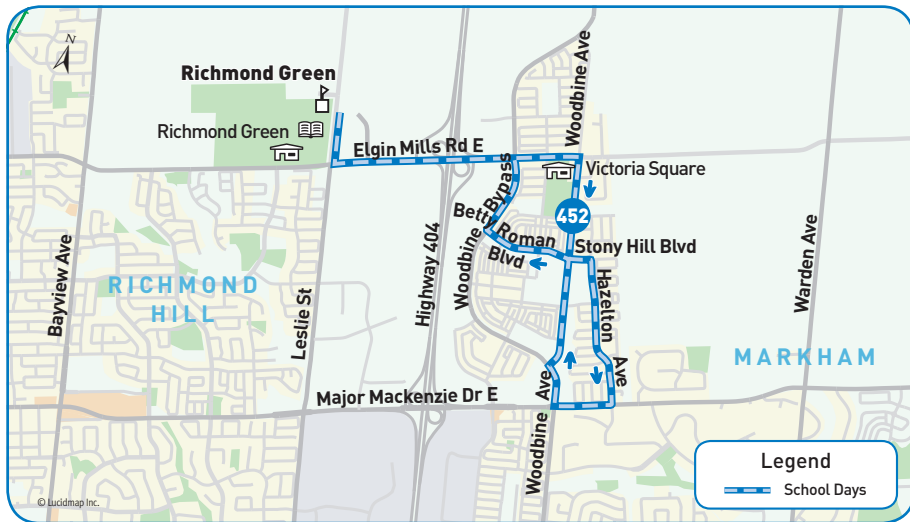 N
Richmond Green
Richmond Green
Elgin Mills Rd E
Woodbine Ave
Victoria Square
452
Woodbine Bypass
Betty Roman
Blvd
Stony Hill Blvd
Hazelton Ave
Bayview Ave
RICHMOND
HILL
Leslie St
Highway 404
Warden Ave
MARKHAM
Major Mackenzie Dr E
Woodbine Ave
Legend
School Days
© Lucidmap Inc.